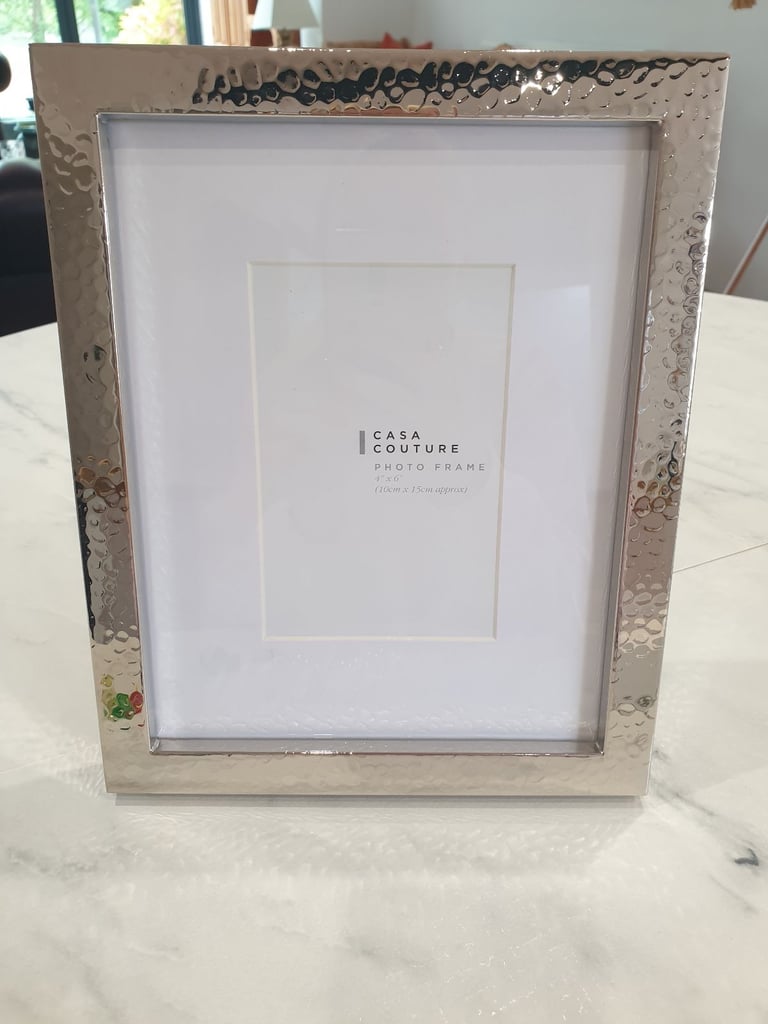 CASA
COUTURE
PHOTO FRAME
4" x 6"
(10cm x 15cm approx)